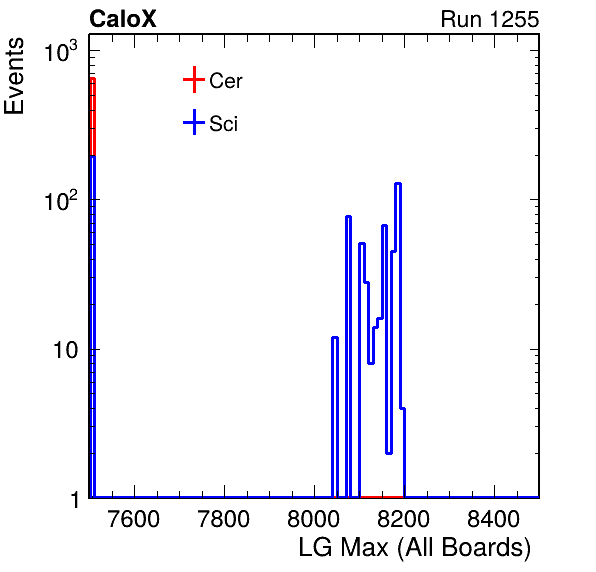 CaloX Run 1255
Events
10³
Cer
Sci
10²
10
1
7600 7800 8000 8200 8400
LG Max (All Boards)